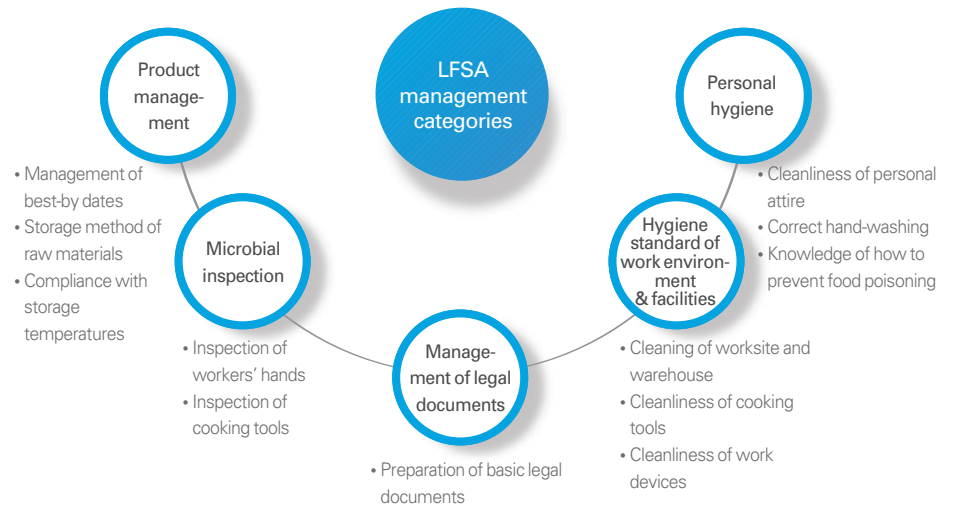 LFSA
management
categories
Product
manage-
ment
• Management of
best-by dates
• Storage method of
raw materials
• Compliance with
storage
temperatures
Microbial
inspection
• Inspection of
workers’ hands
• Inspection of
cooking tools
Manage-
ment of legal
documents
• Preparation of basic legal
documents
Hygiene
standard of
work environ-
ment
& facilities
• Cleaning of worksite and
warehouse
• Cleanliness of cooking
tools
• Cleanliness of work
devices
Personal
hygiene
• Cleanliness of personal
attire
• Correct hand-washing
• Knowledge of how to
prevent food poisoning